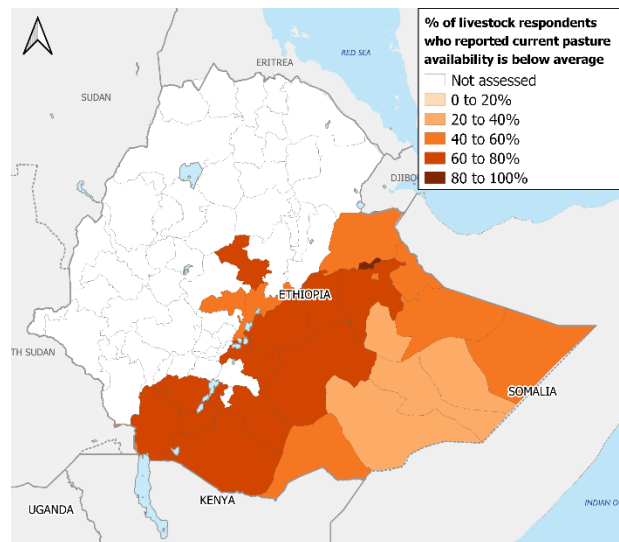 % of livestock respondents
who reported current pasture
availability is below average
Not assessed
0 to 20%
20 to 40%
40 to 60%
60 to 80%
80 to 100%
RED SEA
ERITREA
SUDAN
DJIBO
ETHIOPIA
TH SUDAN
SOMALIA
KENYA
UGANDA
INDIAN O